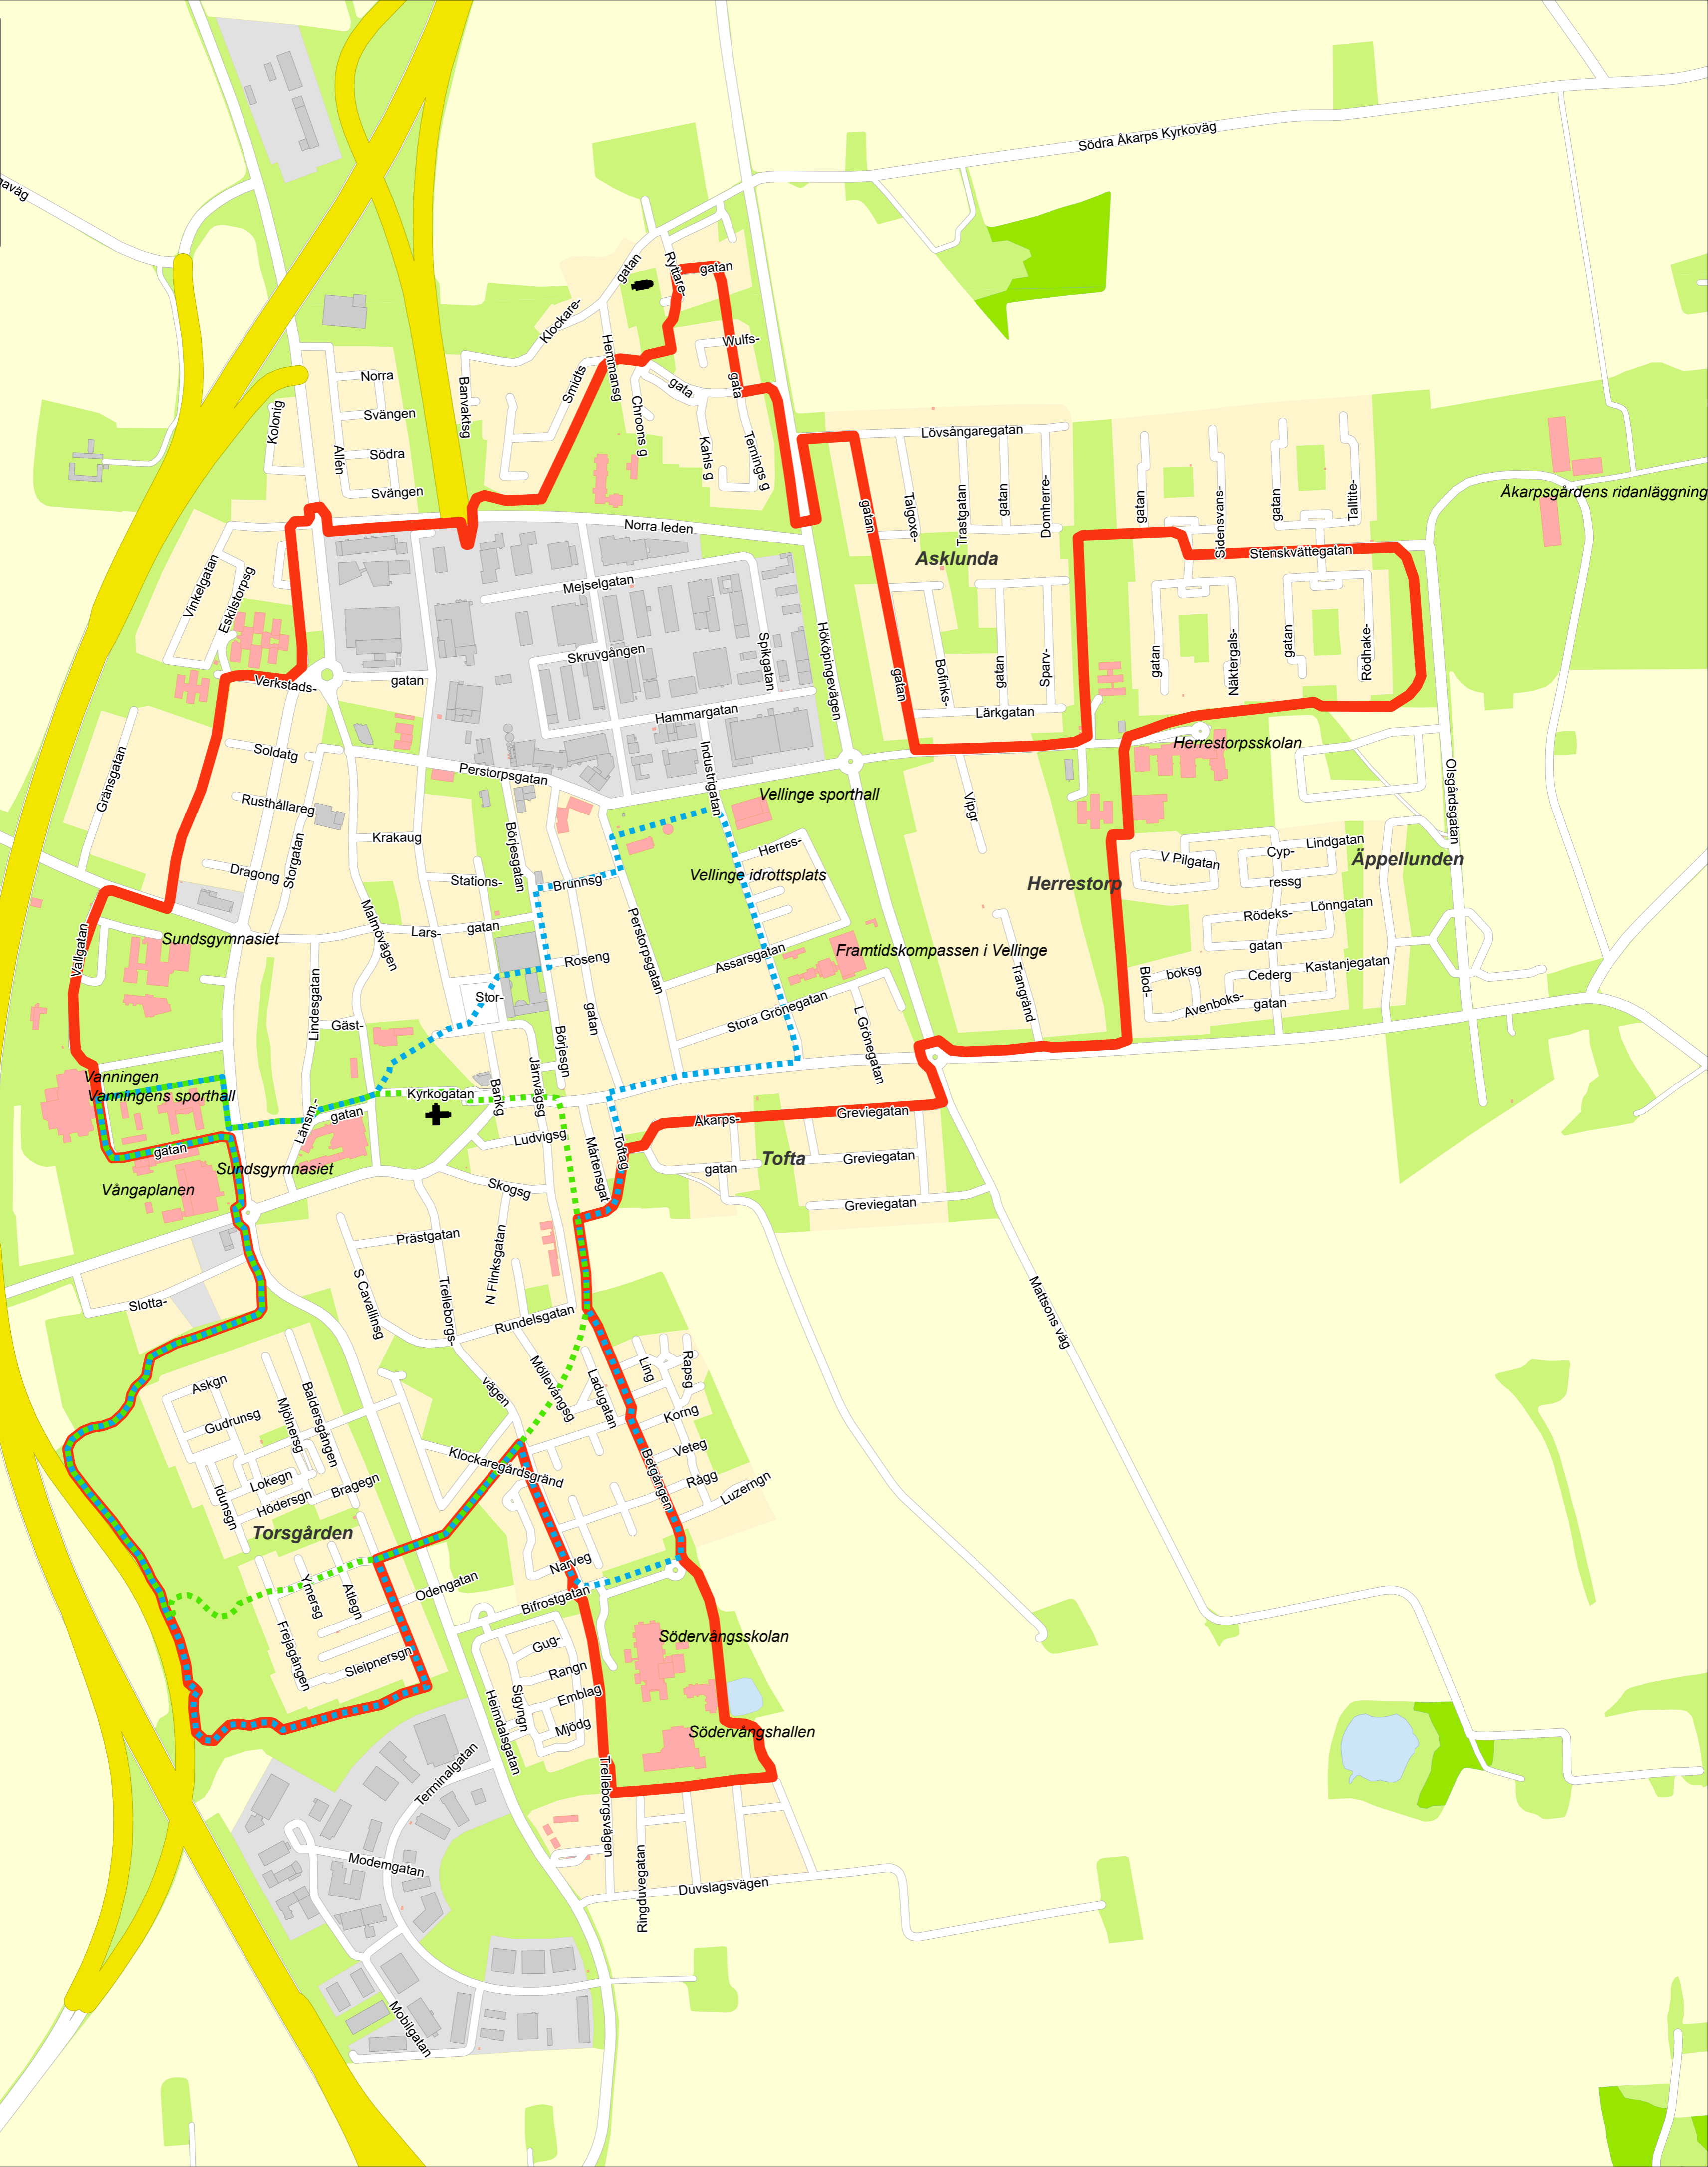 Södra Åkarps Kyrkoväg
gaväg
gatan
Ryttare-
gatan
Klockare-
Wulfs-
Hemmansg
Norra
Smidts
gata
gata
Banvaktsg
Svängen
Kolonig
Chroons g
Allén
Södra
Kahls g
Ternings g
Lövsångaregatan
Svängen
Åkarpsgårdens ridanläggning
gatan
Talgoxe-
Trastgatan
gatan
Domherre-
gatan
Sidensvans-
gatan
Talltite-
Norra leden
Asklunda
Stenskvättegatan
Mejselgatan
Vinkelgatan
Eskilstorpsg
Skruvgången
Spikgatan
Hököpingevägen
gatan
Bofinks-
gatan
Sparv-
gatan
Näktergals-
gatan
Rödhake-
Verkstads-
gatan
Hammargatan
Lärkgatan
Gränsgatan
Soldatg
Industrigatan
Herrestorpsskolan
Perstorpsgatan
Olsgårdsgatan
Vellinge sporthall
Rusthållareg
Vipgr
Krakaug
Lindgatan
Storgatan
Börjesgatan
Herres-
V Pilgatan
Cyp-
Äppellunden
Dragong
Stations-
Brunnsg
Vellinge idrottsplats
Herrestorp
ressg
Lönngatan
Rödeks-
Malmövägen
Perstorpsgatan
Lars-
gatan
Sundsgymnasiet
Framtidskompassen i Vellinge
gatan
Vallgatan
Roseng
Assarsgatan
Kastanjegatan
boksg
Cederg
Blod-
Trangränd
Lindesgatan
Stor-
Avenboks-
gatan
Gäst-
gatan
Stora Grönegatan
L Grönegatan
Börjesgn
Järnvägsg
Vanningen
Vanningens sporthall
Kyrkogatan
Bankg
gatan
Länsm.-
Åkarps-
Greviegatan
gatan
Ludvigsg
Toftag
Mårtensgat
Sundsgymnasiet
gatan
Tofta
Greviegatan
Vångaplanen
Skogsg
Greviegatan
Prästgatan
N Flinksgatan
Slotta-
S Cavallinsg
Trelleborgs-
Rundelsgatan
Mattsons väg
Möllevångsg
Ling
Rapsg
Askgn
vägen
Ladugatan
Baldersgången
Mjölnersg
Gudrunsg
Korng
Veteg
Klockaregårdsgränd
Betgången
Lokegn
Bragegn
Rågg
Luzerngn
Idunsgn
Hödersgn
Torsgården
Narveg
Odengatan
Ymersg
Atlegn
Bifrostgatan
Frejagången
Södervångsskolan
Gug-
Sleipnersgn
Rangn
Emblag
Sigyngn
Heimdalsgatan
Mjödg
Södervångshallen
Terminalgatan
Trelleborgsvägen
Modemgatan
Ringduvegatan
Duvslagsvägen
Mobilgatan